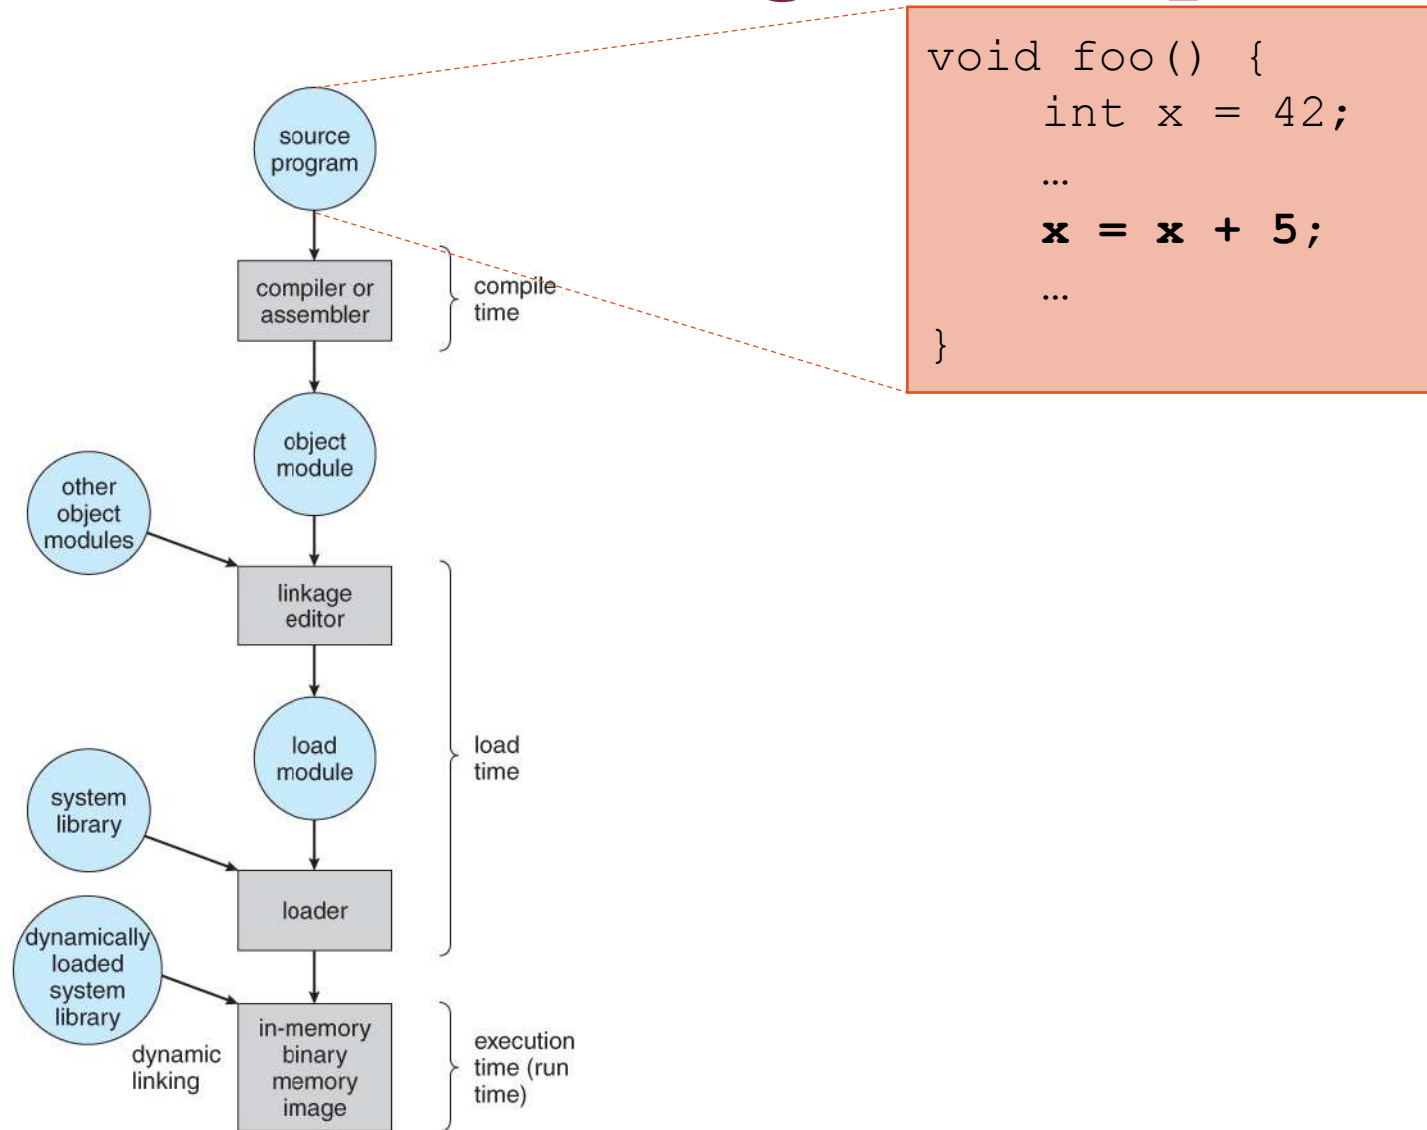 void foo() {
int x = 42;
…
x = x + 5;
…
}
source
program
compiler or
assembler
compile
time
object
module
other
object
modules
linkage
editor
load
module
load
time
system
library
loader
dynamically
loaded
system
library
dynamic
linking
in-memory
binary
memory
image
execution
time (run
time)